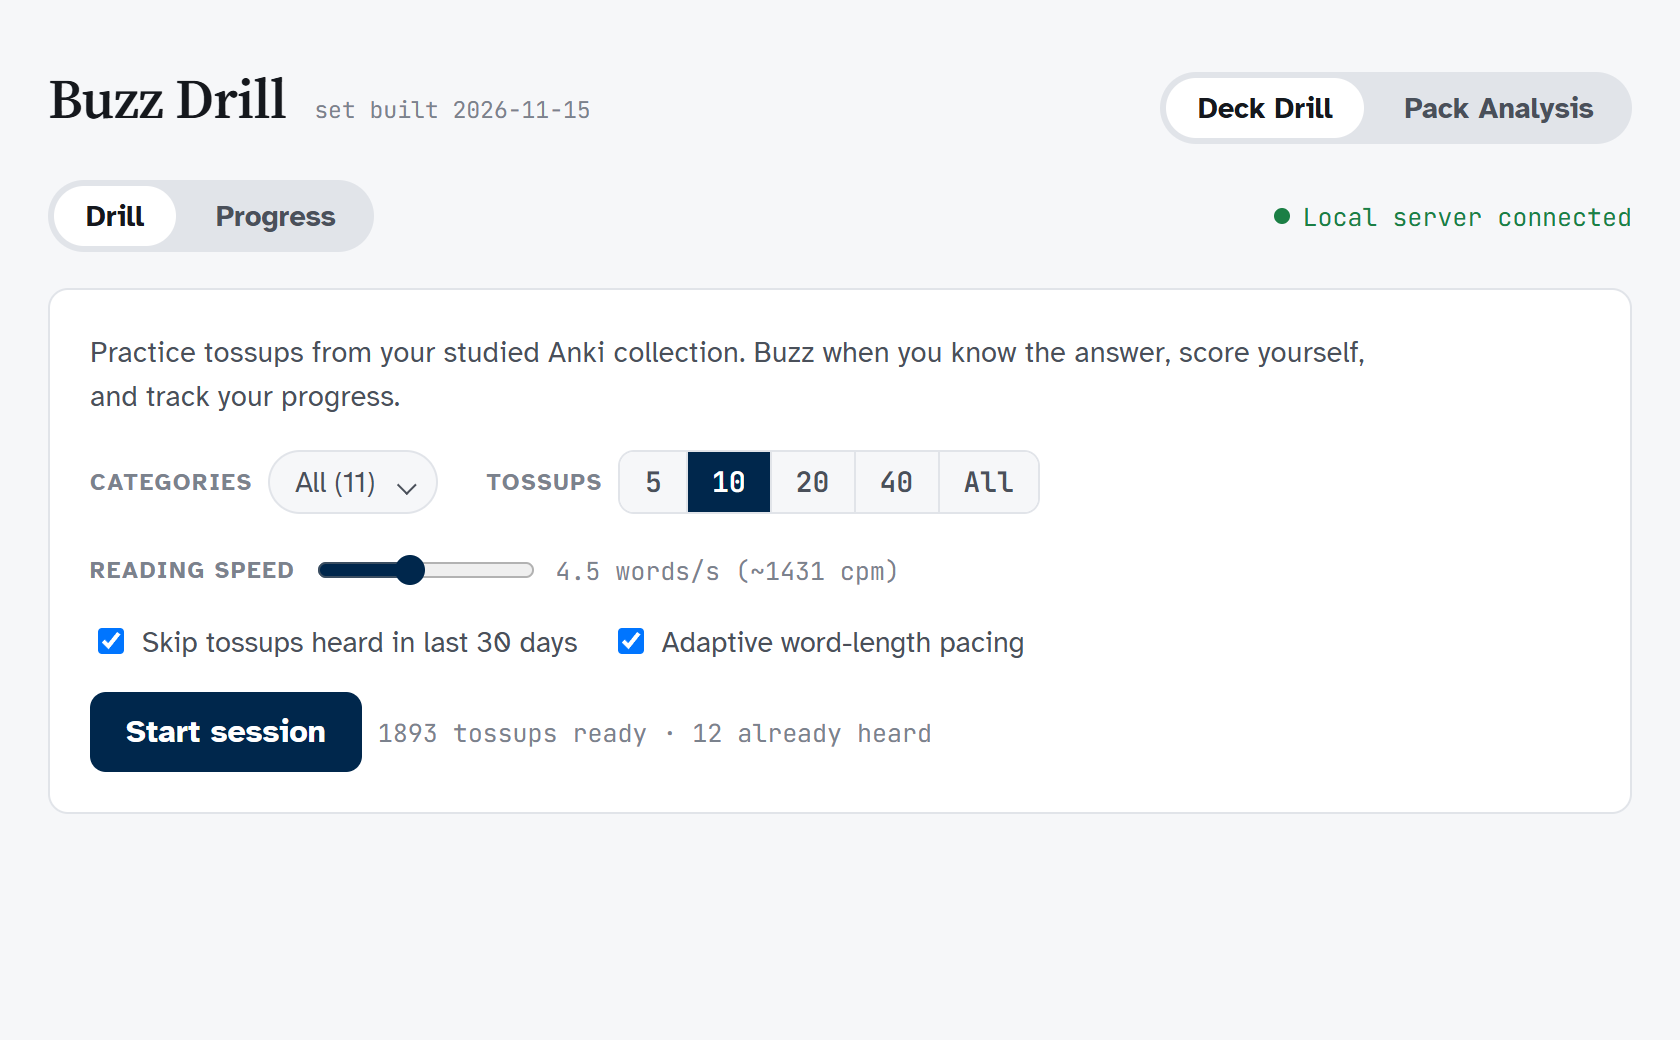 Buzz Drill set built 2026-11-15
Deck Drill Pack Analysis
Drill Progress
Local server connected
Practice tossups from your studied Anki collection. Buzz when you know the answer, score yourself,
and track your progress.
CATEGORIES All (11) TOSSUPS 5 10 20 40 All
READING SPEED 4.5 words/s (~1431 cpm)
Skip tossups heard in last 30 days Adaptive word-length pacing
Start session 1893 tossups ready · 12 already heard